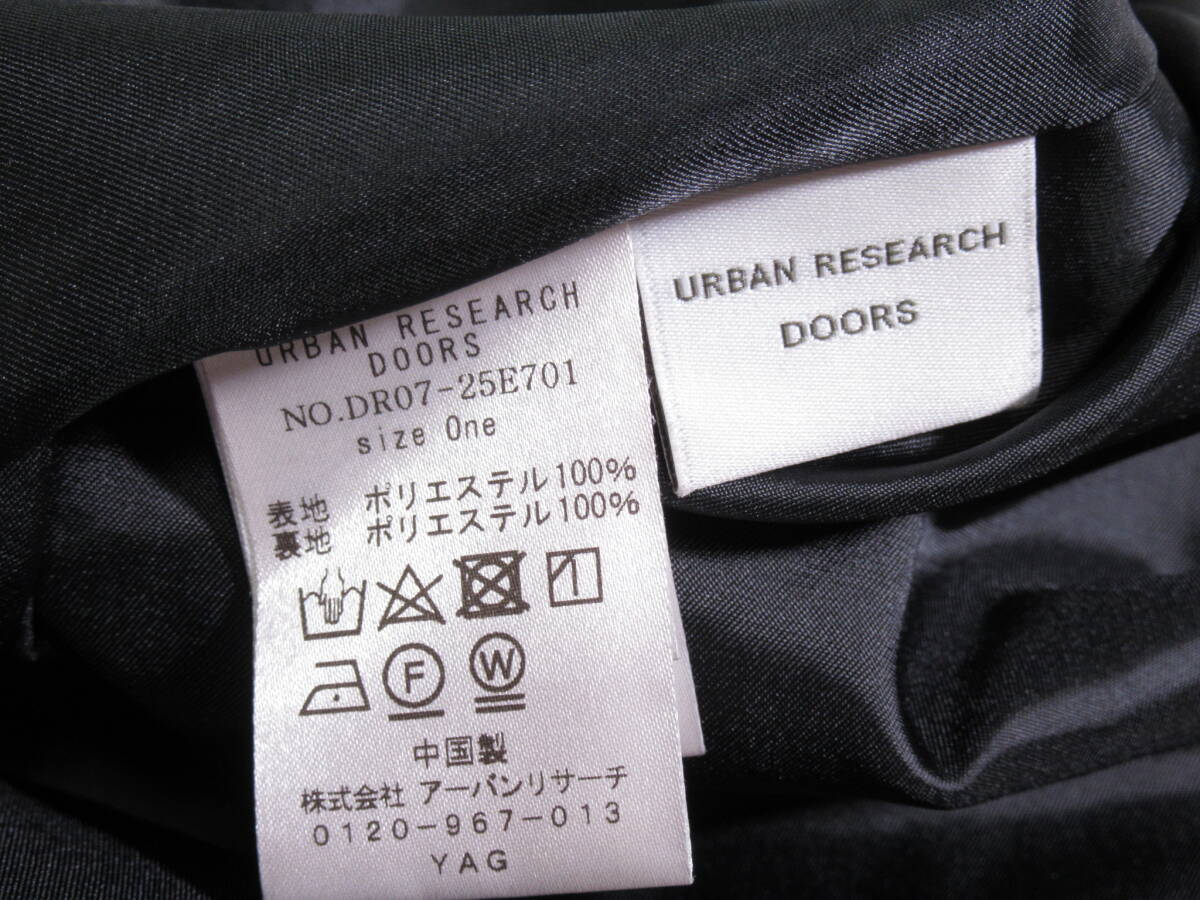 URBAN RESEARCH
DOORS
NO.DR07-25E701
size One
表地 ポリエステル100%
裏地 ポリエステル100%
F W
中国製
株式会社 アーバンリサーチ
0120-967-013
YAG
URBAN RESEARCH
DOORS